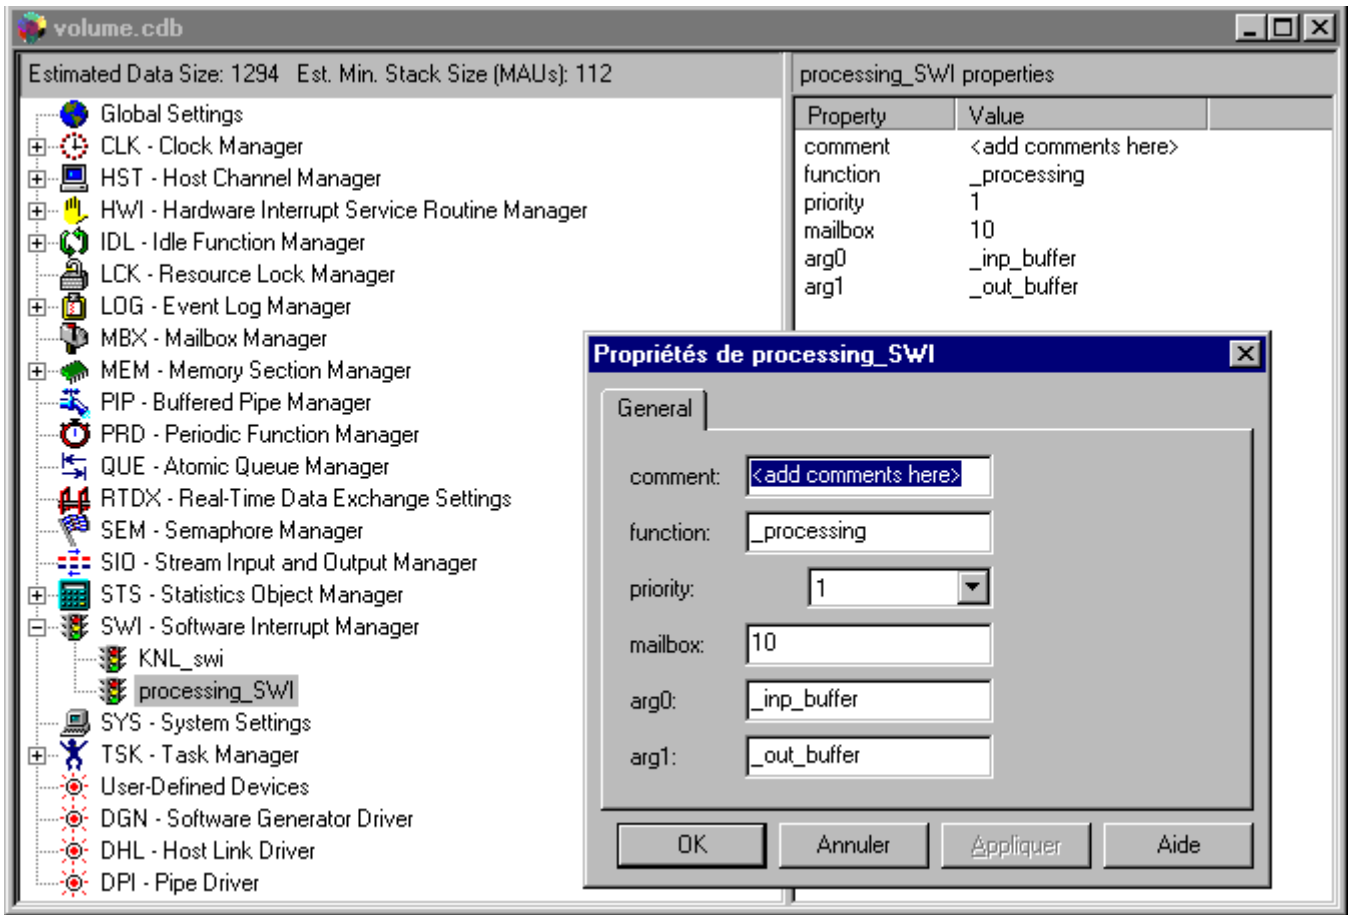 volume.cdb
Estimated Data Size: 1294 Est. Min. Stack Size (MAUs): 112
Global Settings
CLK - Clock Manager
HST - Host Channel Manager
HWI - Hardware Interrupt Service Routine Manager
IDL - Idle Function Manager
LCK - Resource Lock Manager
LOG - Event Log Manager
MBX - Mailbox Manager
MEM - Memory Section Manager
PIP - Buffered Pipe Manager
PRD - Periodic Function Manager
QUE - Atomic Queue Manager
RTDX - Real-Time Data Exchange Settings
SEM - Semaphore Manager
SIO - Stream Input and Output Manager
STS - Statistics Object Manager
SWI - Software Interrupt Manager
KNL_swi
processing_SWI
SYS - System Settings
TSK - Task Manager
User-Defined Devices
DGN - Software Generator Driver
DHL - Host Link Driver
DPI - Pipe Driver
processing_SWI properties
Property Value
comment <add comments here>
function _processing
priority 1
mailbox 10
arg0 _inp_buffer
arg1 _out_buffer
Propriétés de processing_SWI
General
comment: <add comments here>
function: _processing
priority: 1
mailbox: 10
arg0: _inp_buffer
arg1: _out_buffer
OK Annuler Appliquer Aide